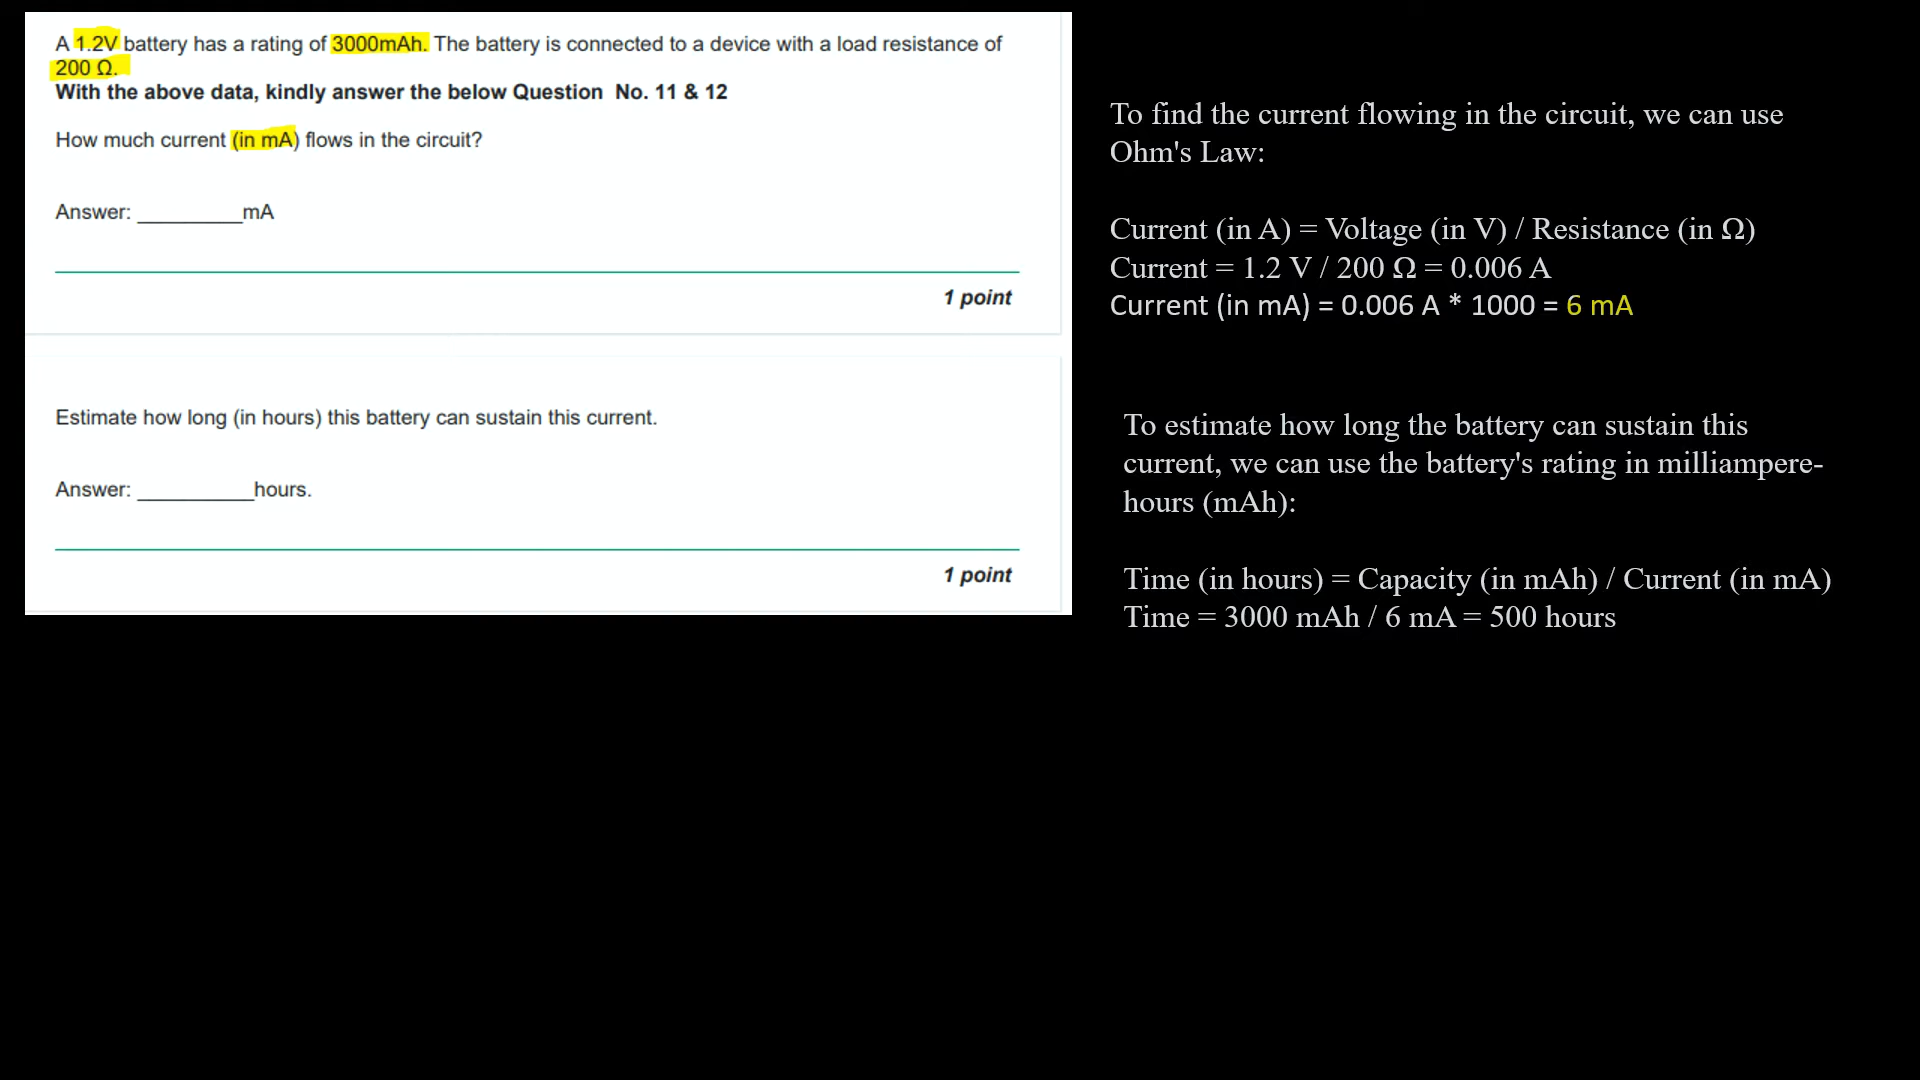 A 1.2V battery has a rating of 3000mAh. The battery is connected to a device with a load resistance of
200 Ω.
With the above data, kindly answer the below Question No. 11 & 12
How much current (in mA) flows in the circuit?
Answer: _________mA
1 point
Estimate how long (in hours) this battery can sustain this current.
Answer: __________hours.
1 point
To find the current flowing in the circuit, we can use
Ohm's Law:
Current (in A) = Voltage (in V) / Resistance (in Ω)
Current = 1.2 V / 200 Ω = 0.006 A
Current (in mA) = 0.006 A * 1000 = 6 mA
To estimate how long the battery can sustain this
current, we can use the battery's rating in milliampere-
hours (mAh):
Time (in hours) = Capacity (in mAh) / Current (in mA)
Time = 3000 mAh / 6 mA = 500 hours